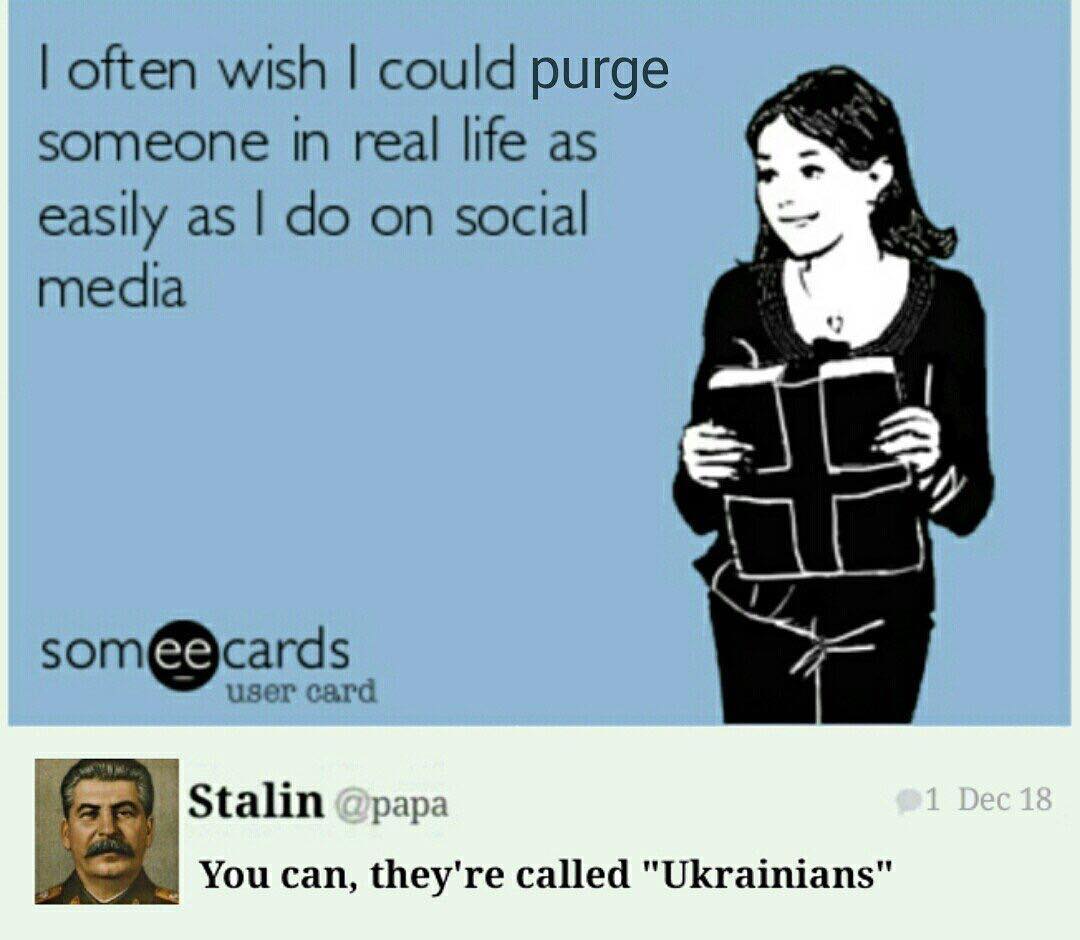 I often wish I could purge
someone in real life as
easily as I do on social
media
someecards
user card
Stalin @papa
1 Dec 18
You can, they're called "Ukrainians"